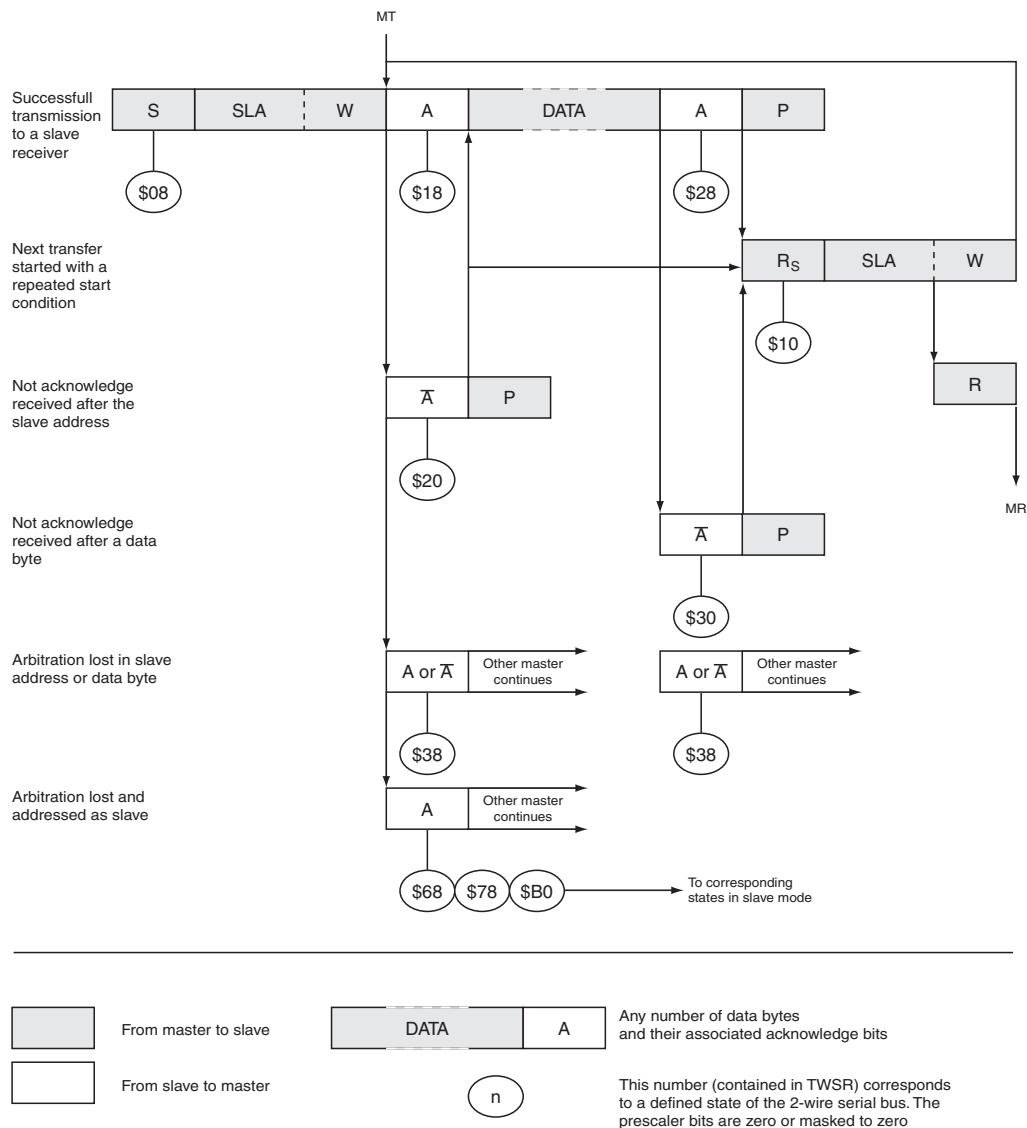 MT
Successfull
transmission
to a slave
receiver
S
SLA
W
A
DATA
A
P
$08
$18
$28
Next transfer
started with a
repeated start
condition
RS
SLA
W
$10
Not acknowledge
received after the
slave address
A̅
P
R
$20
MR
Not acknowledge
received after a data
byte
A̅
P
$30
Arbitration lost in slave
address or data byte
A or A̅
Other master
continues
A or A̅
Other master
continues
$38
$38
Arbitration lost and
addressed as slave
A
Other master
continues
$68
$78
$B0
To corresponding
states in slave mode
From master to slave
DATA
A
Any number of data bytes
and their associated acknowledge bits
From slave to master
n
This number (contained in TWSR) corresponds
to a defined state of the 2-wire serial bus. The
prescaler bits are zero or masked to zero